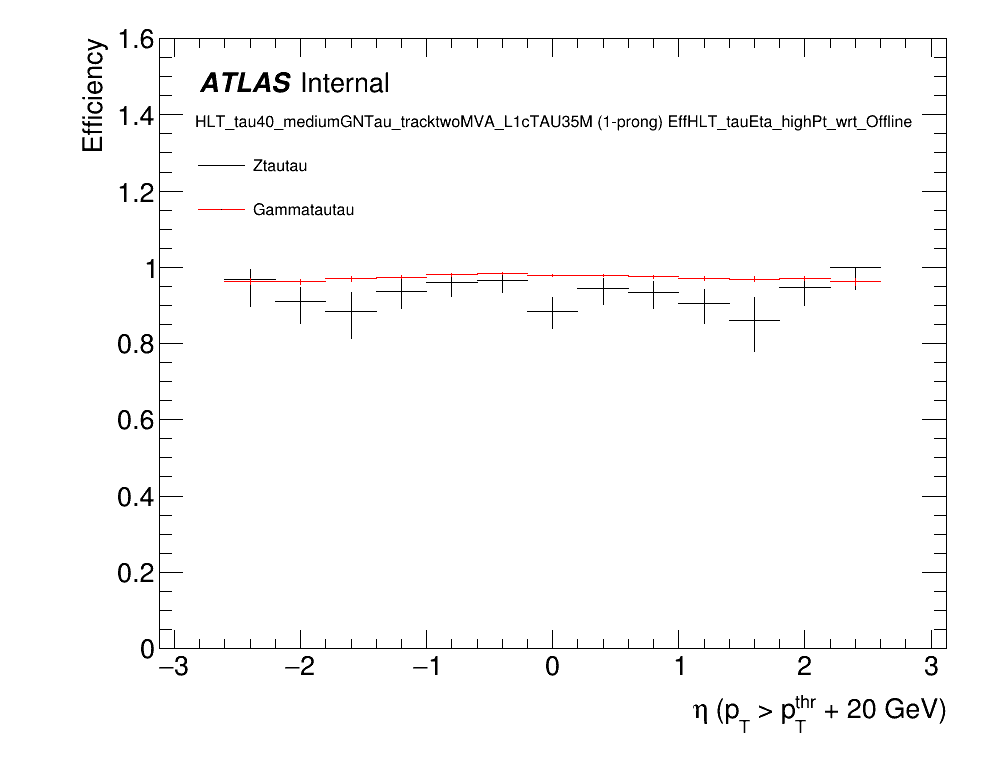 Efficiency
1.6
1.4
1.2
1
0.8
0.6
0.4
0.2
0
ATLAS Internal
HLT_tau40_mediumGNTau_tracktwoMVA_L1cTAU35M (1-prong) EffHLT_tauEta_highPt_wrt_Offline
Ztautau
Gammatautau
−3 −2 −1 0 1 2 3
η (p_T > p_T^thr + 20 GeV)